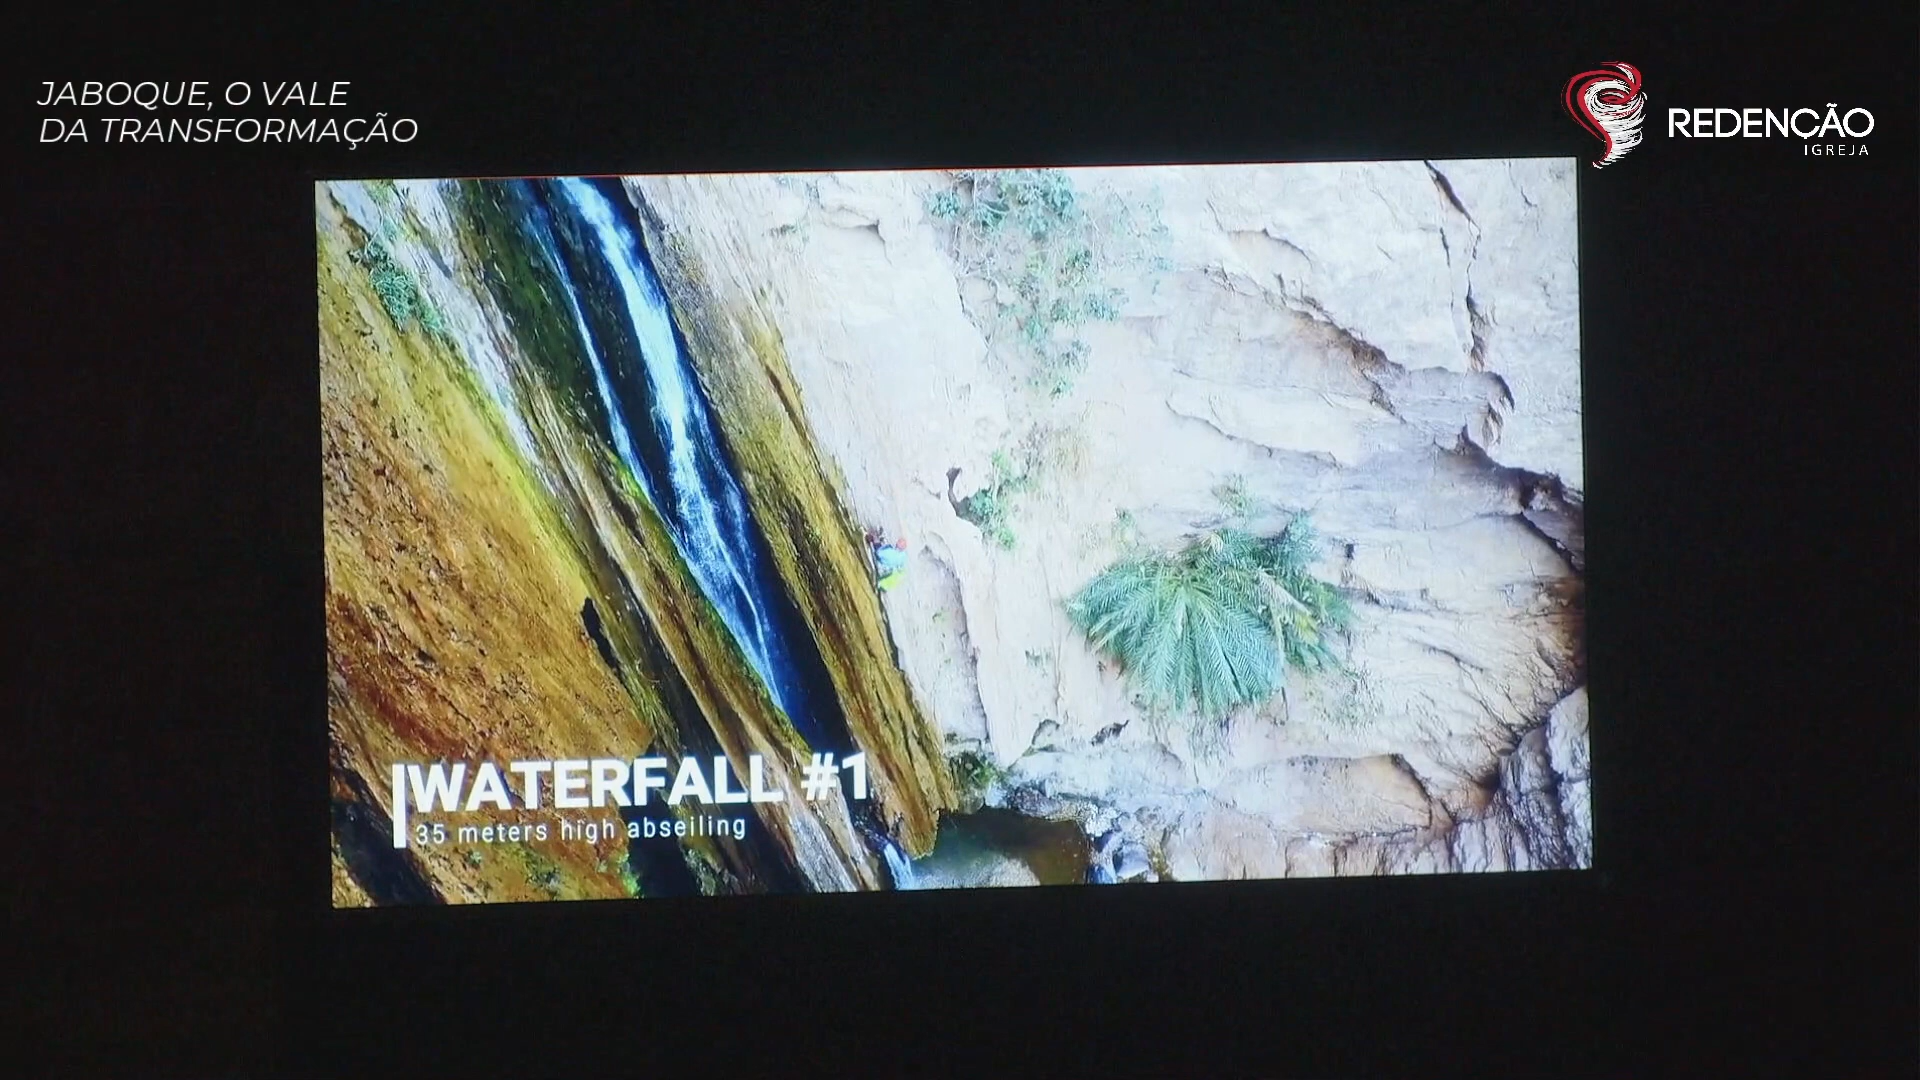 JABOQUE, O VALE
DA TRANSFORMAÇÃO
REDENÇÃO
IGREJA
WATERFALL #1
35 meters high abseiling